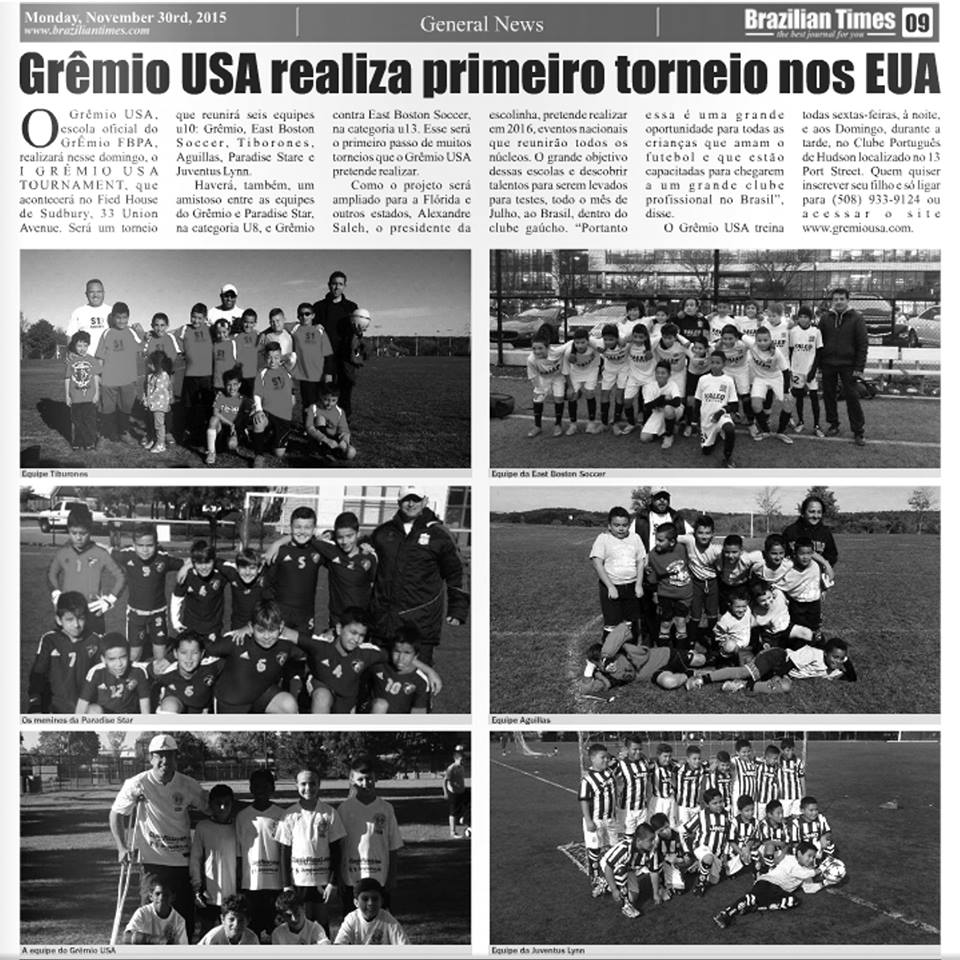 Monday, November 30rd, 2015
www.braziliantimes.com
General News
Brazilian Times
the best journal for you
09
Grêmio USA realiza primeiro torneio nos EUA
O Grêmio USA,
escola oficial do
GrÊmio FBPA,
realizará nesse domingo, o
I GRÊMIO USA
TOURNAMENT, que
acontecerá no Fied House
de Sudbury, 33 Union
Avenue. Será um torneio
que reunirá seis equipes
u10: Grêmio, East Boston
Soccer, Tiborones,
Aguillas, Paradise Stare e
Juventus Lynn.
Haverá, também, um
amistoso entre as equipes
do Grêmio e Paradise Star,
na categoria U8, e Grêmio
contra East Boston Soccer,
na categoria u13. Esse será
o primeiro passo de muitos
torneios que o Grêmio USA
pretende realizar.
Como o projeto será
ampliado para a Flórida e
outros estados, Alexandre
Saleh, o presidente da
escolinha, pretende realizar
em 2016, eventos nacionais
que reunirão todos os
núcleos. O grande objetivo
dessas escolas e descobrir
talentos para serem levados
para testes, todo o mês de
Julho, ao Brasil, dentro do
clube gaúcho. “Portanto
essa é uma grande
oportunidade para todas as
crianças que amam o
futebol e que estão
capacitadas para chegarem
a um grande clube
profissional no Brasil”,
disse.
O Grêmio USA treina
todas sextas-feiras, à noite,
e aos Domingo, durante a
tarde, no Clube Português
de Hudson localizado no 13
Port Street. Quem quiser
inscrever seu filho e só ligar
para (508) 933-9124 ou
acessar o site
www.gremiousa.com.
Equipe Tiburones
Equipe da East Boston Soccer
Os meninos da Paradise Star
Equipe Aguillas
A equipe do Grêmio USA
Equipe da Juventus Lynn